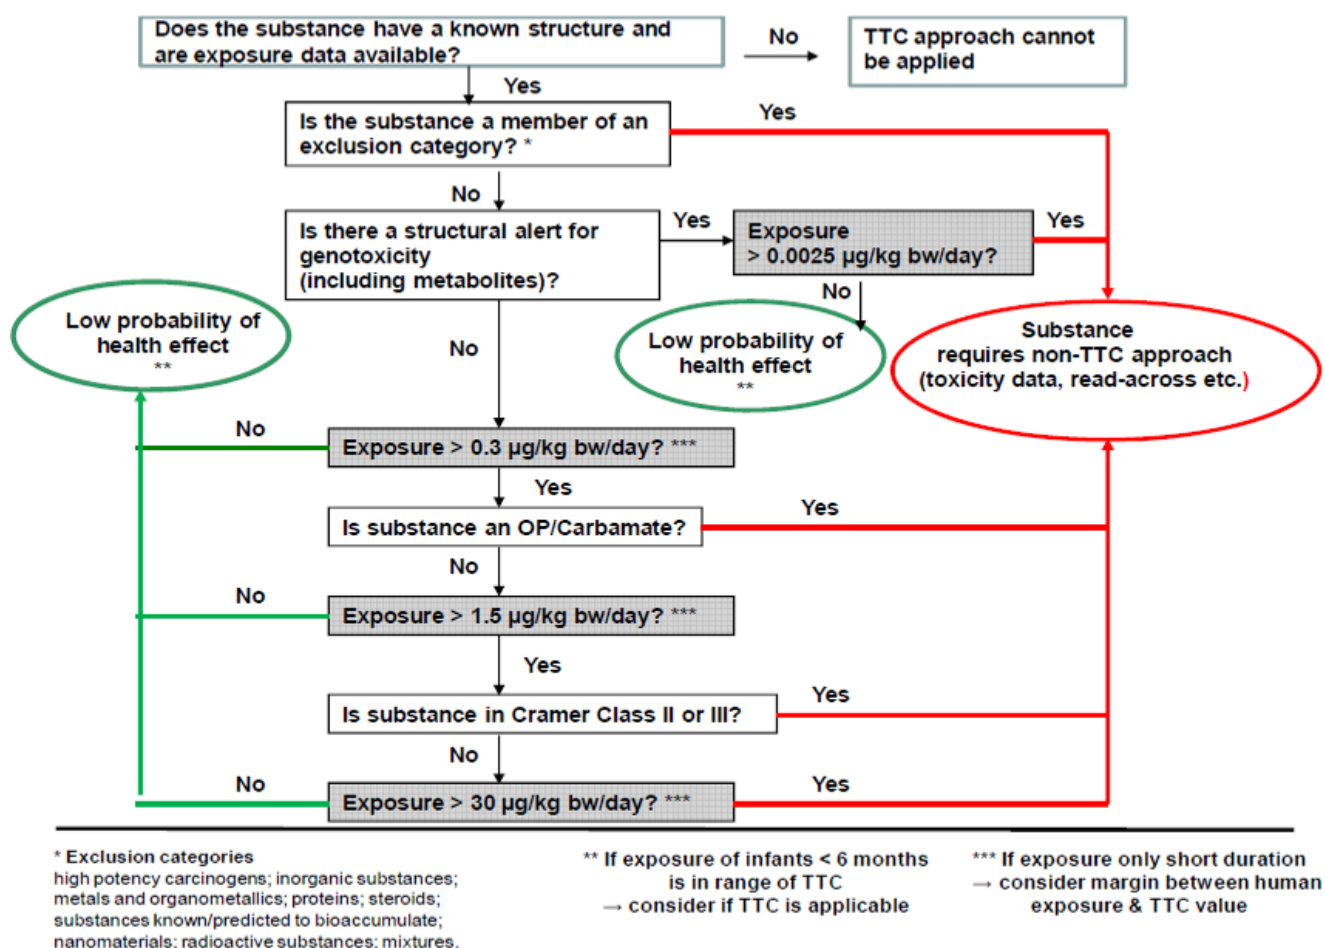 Does the substance have a known structure and
are exposure data available?
No
TTC approach cannot
be applied
Yes
Is the substance a member of an
exclusion category? *
Yes
No
Is there a structural alert for
genotoxicity
(including metabolites)?
Yes
Exposure
> 0.0025 µg/kg bw/day?
Yes
No
Low probability of
health effect
**
No
Low probability of
health effect
**
Substance
requires non-TTC approach
(toxicity data, read-across etc.)
No
Exposure > 0.3 µg/kg bw/day? ***
Yes
Is substance an OP/Carbamate?
Yes
No
No
Exposure > 1.5 µg/kg bw/day? ***
Yes
Is substance in Cramer Class II or III?
Yes
No
No
Exposure > 30 µg/kg bw/day? ***
Yes
* Exclusion categories
high potency carcinogens; inorganic substances;
metals and organometallics; proteins; steroids;
substances known/predicted to bioaccumulate;
nanomaterials; radioactive substances; mixtures.
** If exposure of infants < 6 months
is in range of TTC
→ consider if TTC is applicable
*** If exposure only short duration
→ consider margin between human
exposure & TTC value